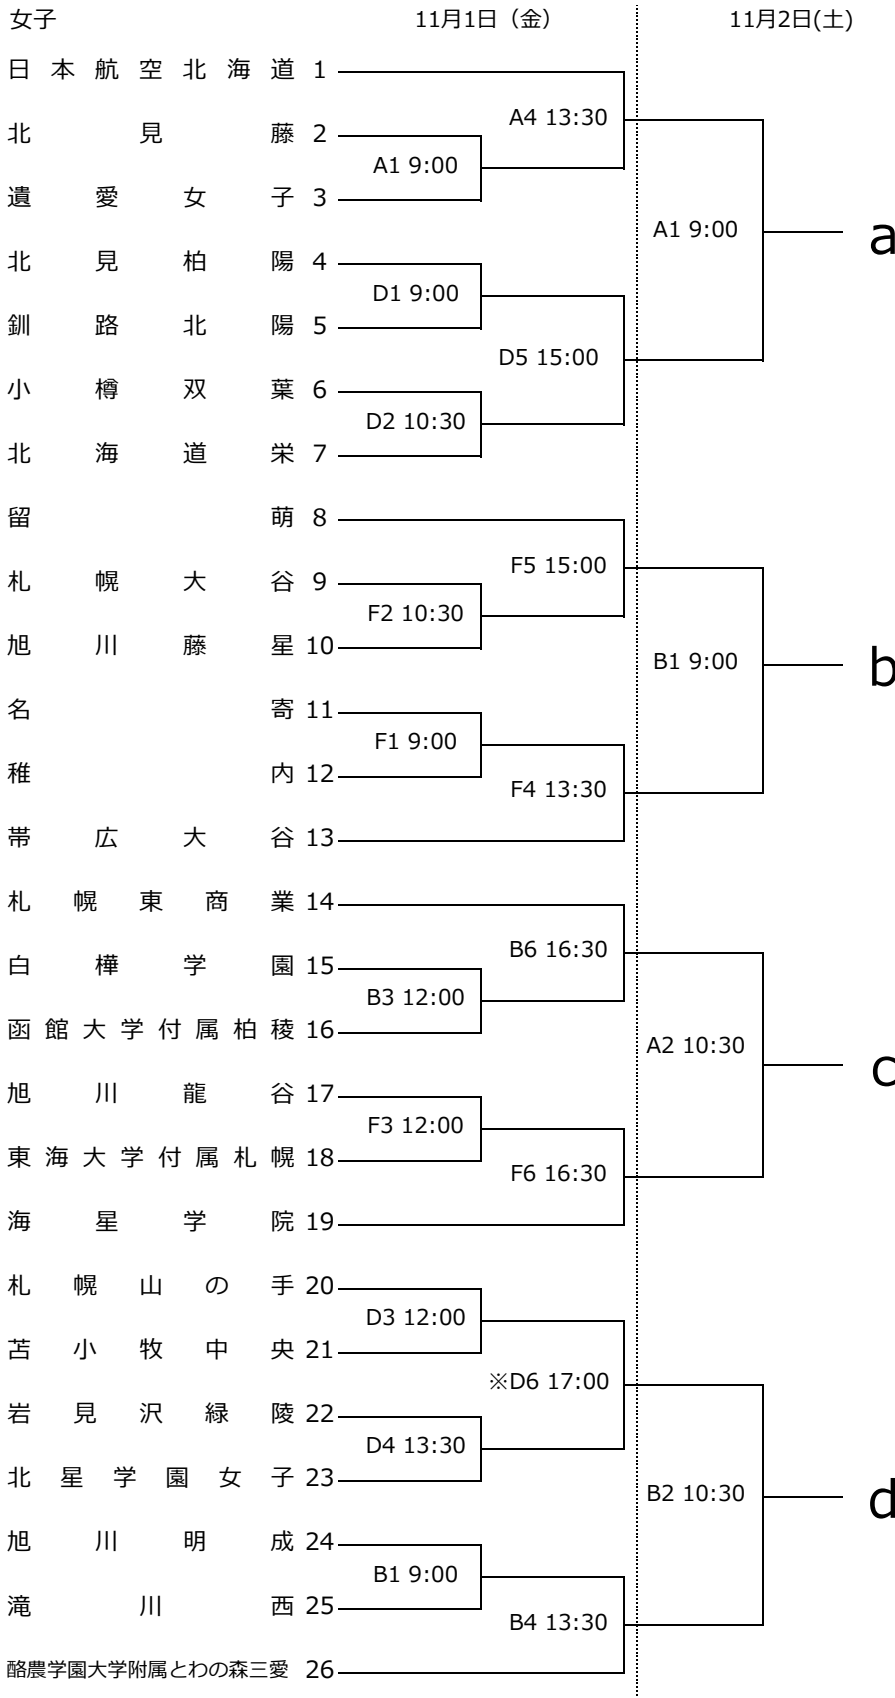 女子 11月1日（金） 11月2日(土)
日本航空北海道 1
A4 13:30
北見藤 2
A1 9:00
遺愛女子 3
A1 9:00
a
北見柏陽 4
D1 9:00
釧路北陽 5
D5 15:00
小樽双葉 6
D2 10:30
北海道栄 7
留萌 8
F5 15:00
札幌大谷 9
F2 10:30
旭川藤星 10
B1 9:00
b
名寄 11
F1 9:00
稚内 12
F4 13:30
帯広大谷 13
札幌東商業 14
B6 16:30
白樺学園 15
B3 12:00
函館大学付属柏稜 16
A2 10:30
c
旭川龍谷 17
F3 12:00
東海大学付属札幌 18
F6 16:30
海星学院 19
札幌山の手 20
D3 12:00
苫小牧中央 21
※D6 17:00
岩見沢緑陵 22
D4 13:30
北星学園女子 23
B2 10:30
d
旭川明成 24
B1 9:00
滝川西 25
B4 13:30
酪農学園大学附属とわの森三愛 26